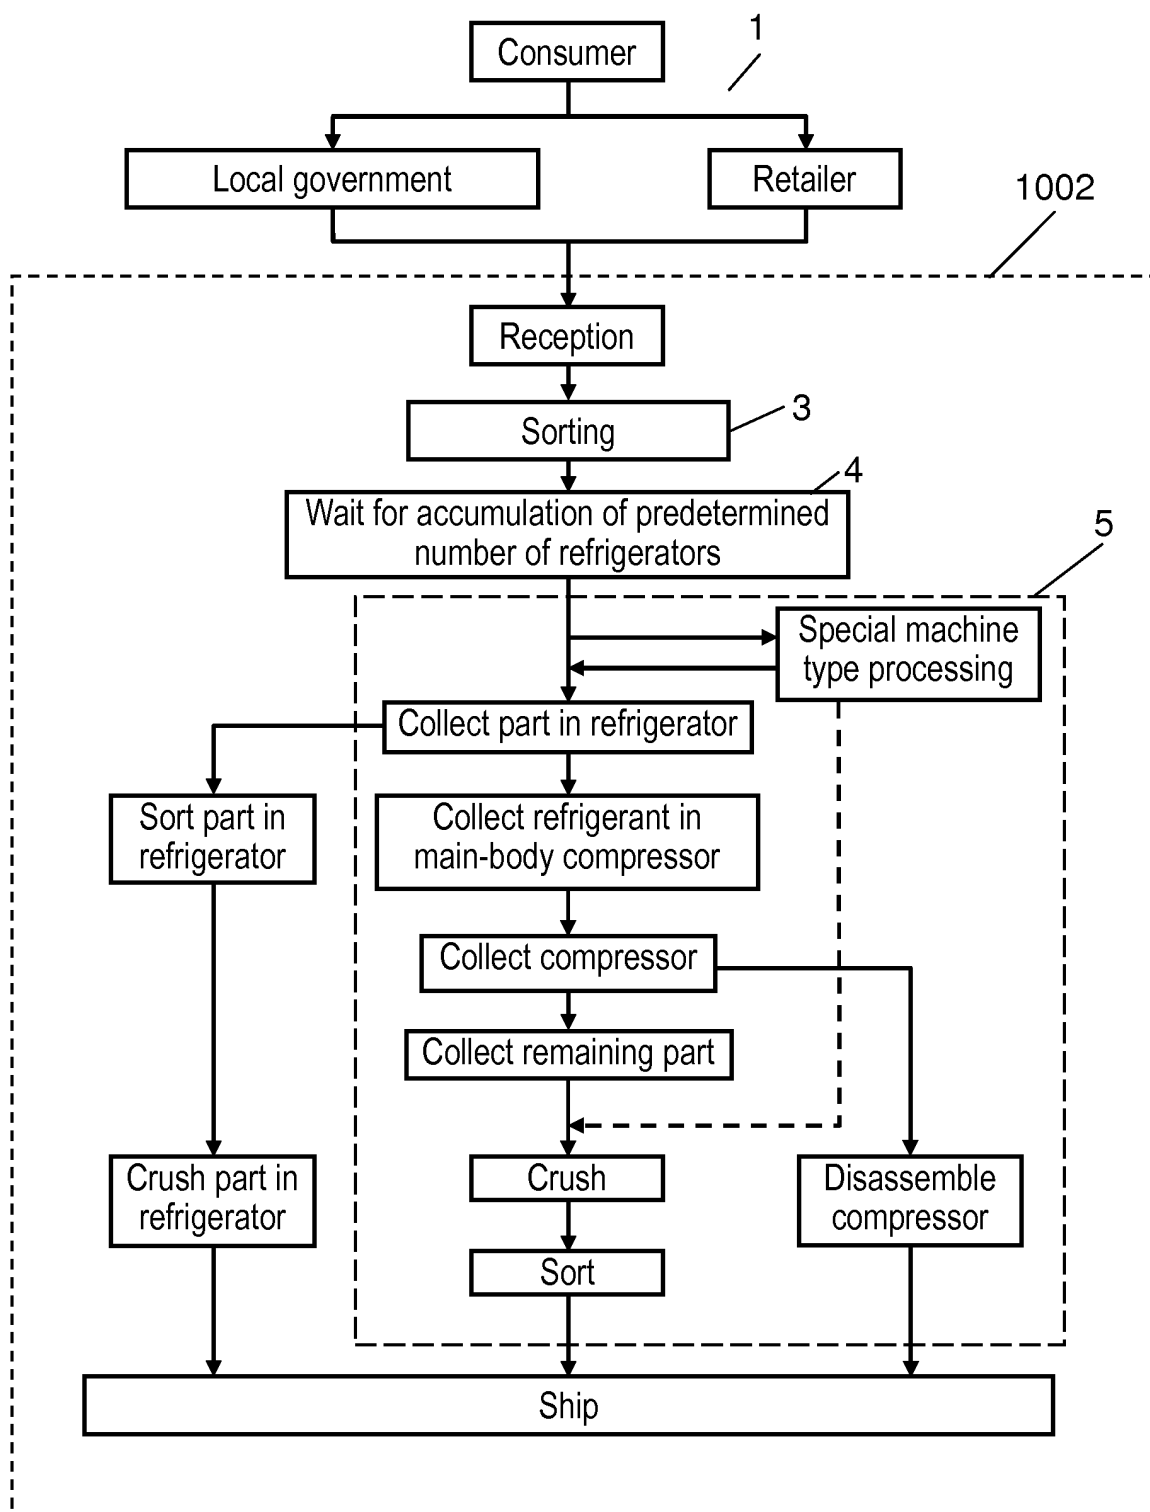 Consumer
1
Local government
Retailer
1002
Reception
Sorting
3
4
Wait for accumulation of predetermined
number of refrigerators
5
Special machine
type processing
Collect part in refrigerator
Sort part in
refrigerator
Collect refrigerant in
main-body compressor
Collect compressor
Collect remaining part
Crush part in
refrigerator
Crush
Disassemble
compressor
Sort
Ship